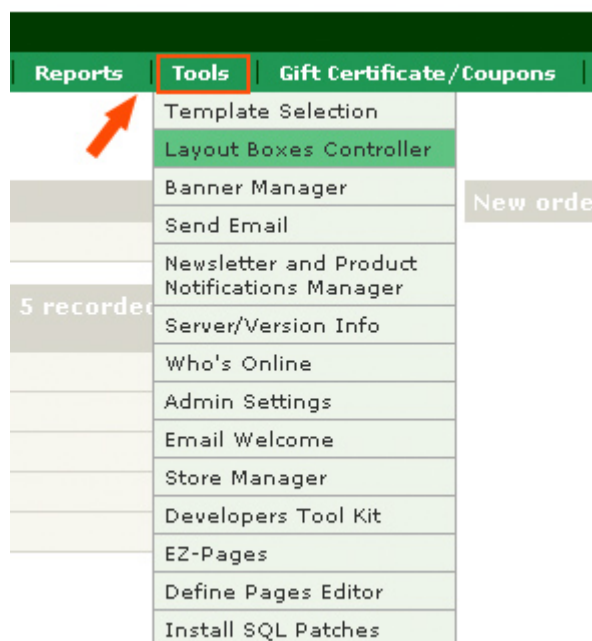 Reports Tools Gift Certificate/Coupons
Template Selection
Layout Boxes Controller
Banner Manager
New orde
Send Email
Newsletter and Product
Notifications Manager
5 recorded
Server/Version Info
Who's Online
Admin Settings
Email Welcome
Store Manager
Developers Tool Kit
EZ-Pages
Define Pages Editor
Install SQL Patches